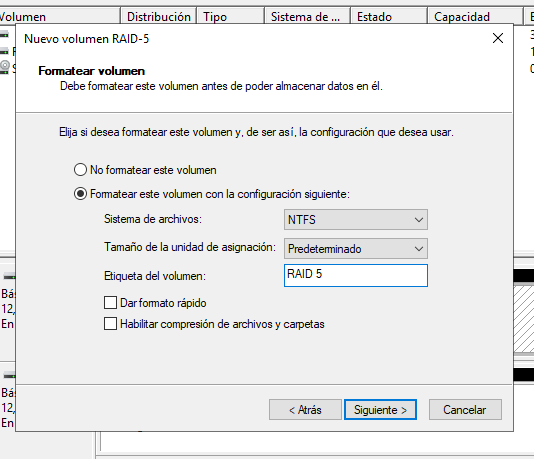 Volumen Distribución Tipo Sistema de ... Estado Capacidad
Nuevo volumen RAID-5
Formatear volumen
Debe formatear este volumen antes de poder almacenar datos en él.
Elija si desea formatear este volumen y, de ser así, la configuración que desea usar.
No formatear este volumen
Formatear este volumen con la configuración siguiente:
Sistema de archivos: NTFS
Tamaño de la unidad de asignación: Predeterminado
Etiqueta del volumen: RAID 5
Dar formato rápido
Habilitar compresión de archivos y carpetas
< Atrás Siguiente > Cancelar
Bás
12,
En
Bás
12,
En